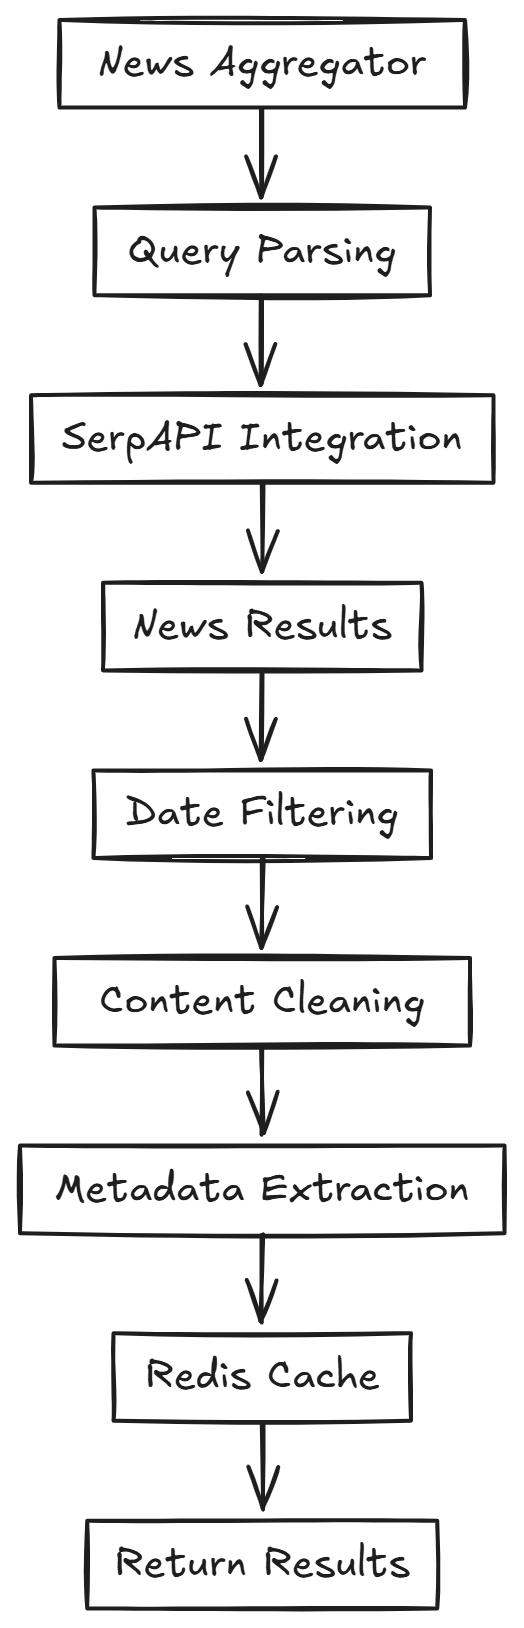 News Aggregator
Query Parsing
SerpAPI Integration
News Results
Date Filtering
Content Cleaning
Metadata Extraction
Redis Cache
Return Results